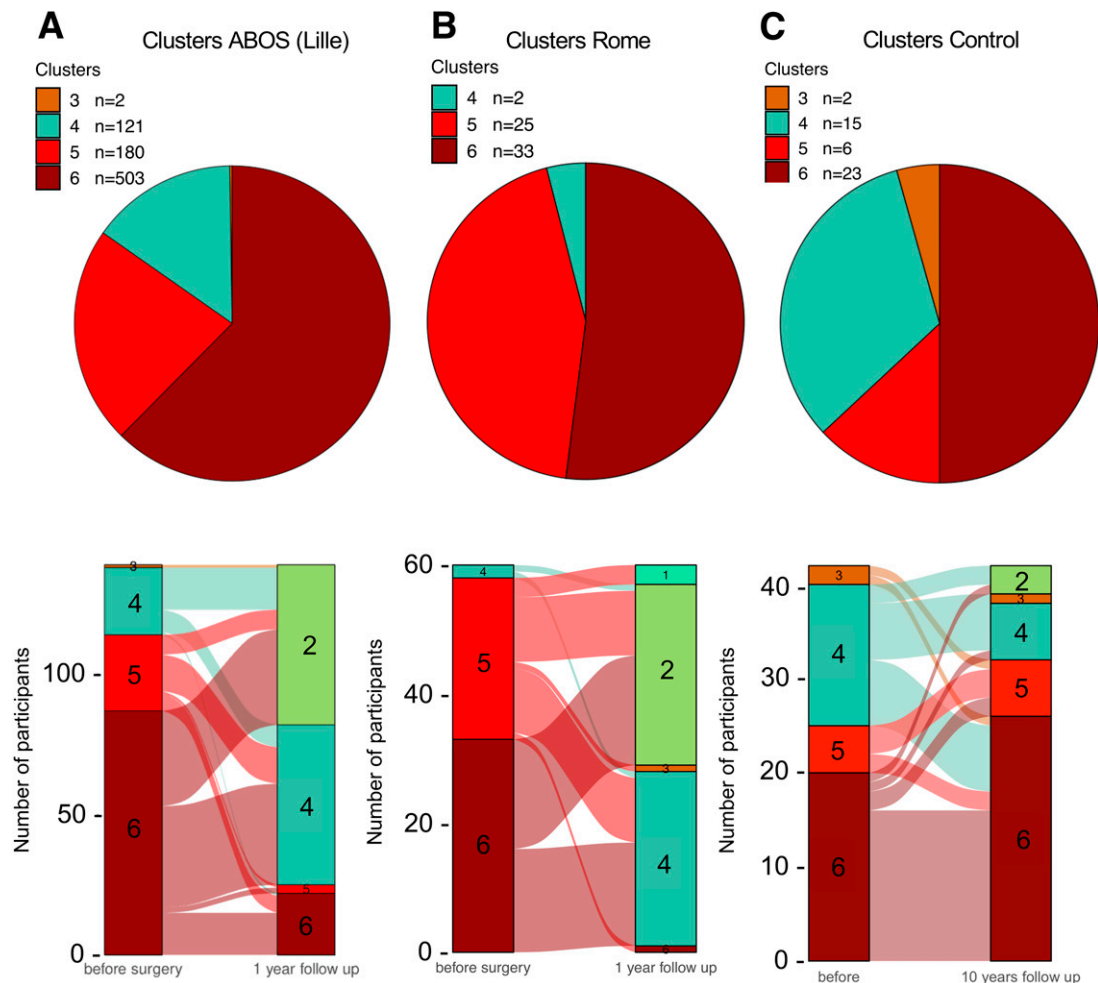 A
Clusters ABOS (Lille)
Clusters
3 n=2
4 n=121
5 n=180
6 n=503
B
Clusters Rome
Clusters
4 n=2
5 n=25
6 n=33
C
Clusters Control
Clusters
3 n=2
4 n=15
5 n=6
6 n=23
Number of participants
100 -
50 -
0 -
3
4
5
6
2
4
5
6
before surgery
1 year follow up
Number of participants
60 -
40 -
20 -
0 -
4
5
6
1
2
3
4
6
before surgery
1 year follow up
Number of participants
40 -
30 -
20 -
10 -
0 -
3
4
5
6
2
3
4
5
6
before
10 years follow up